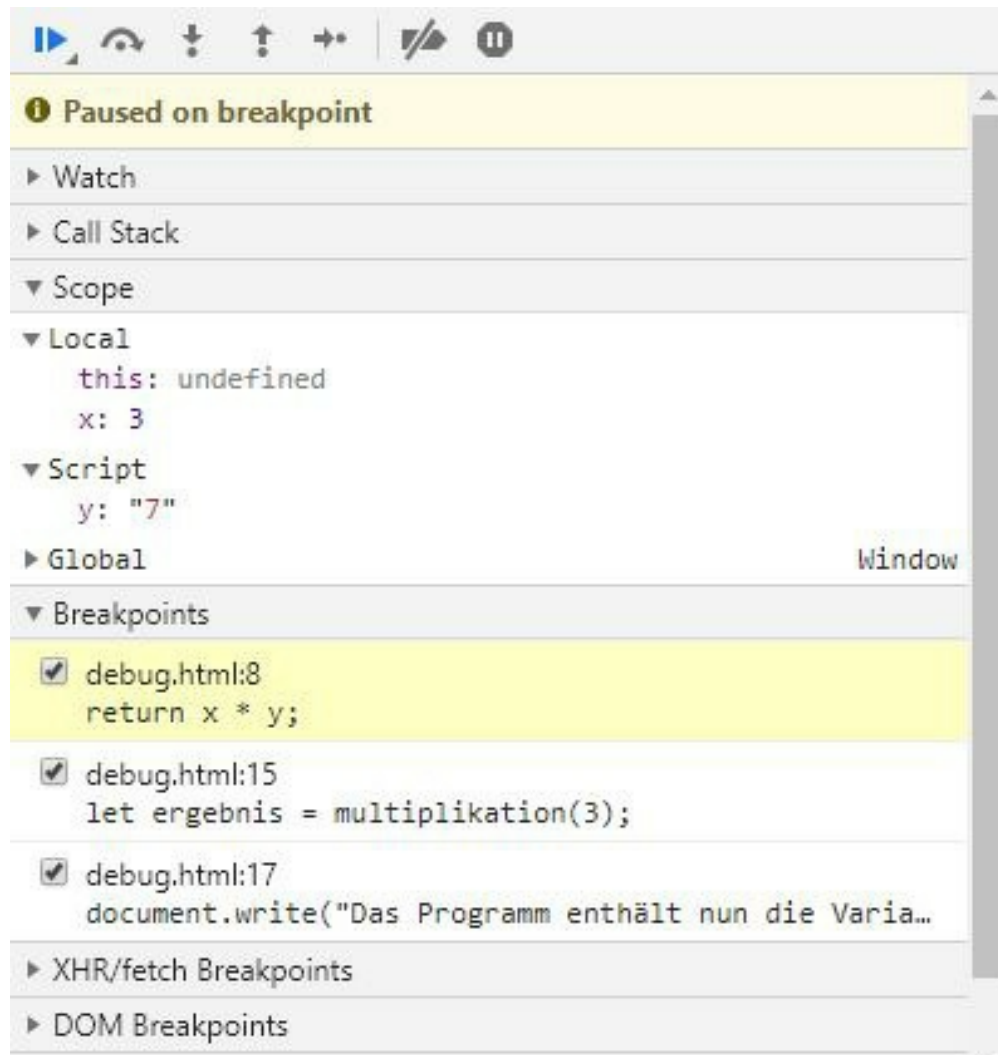 Paused on breakpoint
Watch
Call Stack
Scope
Local
this: undefined
x: 3
Script
y: "7"
Global Window
Breakpoints
debug.html:8
return x * y;
debug.html:15
let ergebnis = multiplikation(3);
debug.html:17
document.write("Das Programm enthält nun die Varia…
XHR/fetch Breakpoints
DOM Breakpoints